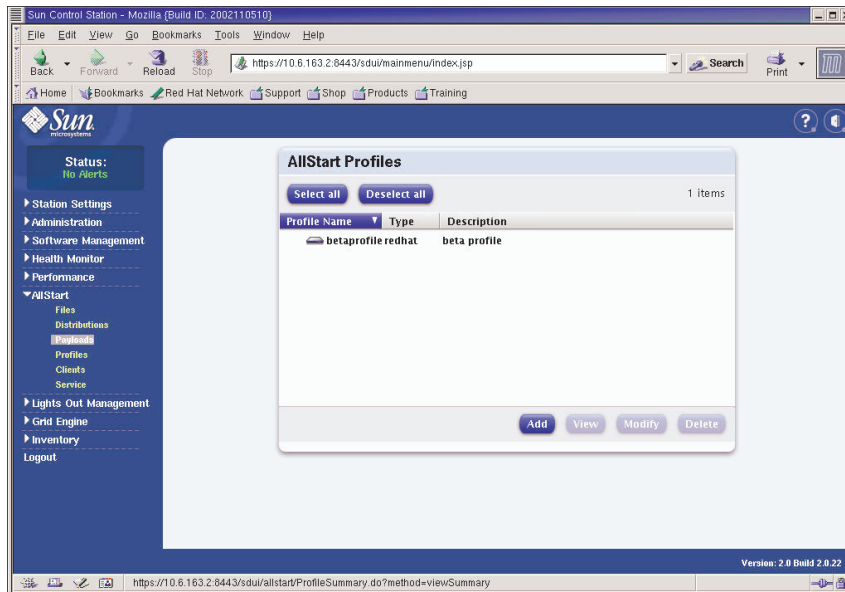 Sun Control Station - Mozilla {Build ID: 2002110510}
File Edit View Go Bookmarks Tools Window Help
Back Forward Reload Stop https://10.6.163.2:8443/sdui/mainmenu/index.jsp Search Print
Home Bookmarks Red Hat Network Support Shop Products Training
Sun
microsystems
?
Status:
No Alerts
Station Settings
Administration
Software Management
Health Monitor
Performance
AllStart
Files
Distributions
Payloads
Profiles
Clients
Service
Lights Out Management
Grid Engine
Inventory
Logout
AllStart Profiles
Select all Deselect all 1 items
Profile Name Type Description
betaprofile redhat beta profile
Add View Modify Delete
Version: 2.0 Build 2.0.22
https://10.6.163.2:8443/sdui/allstart/ProfileSummary.do?method=viewSummary